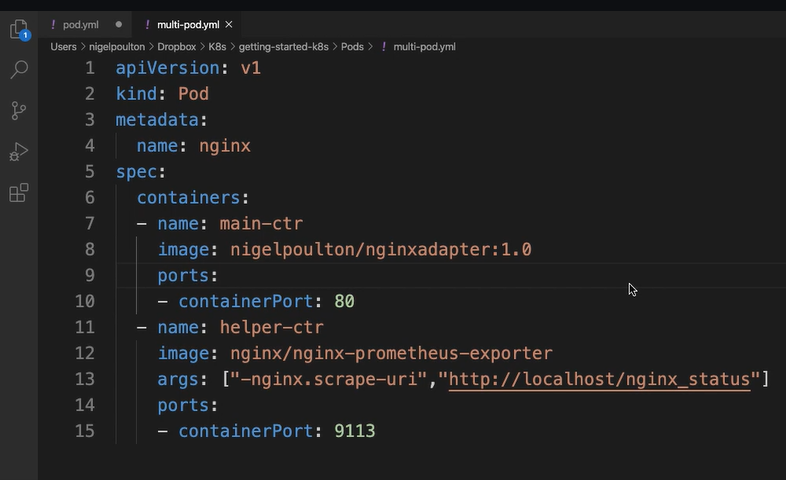 pod.yml multi-pod.yml
Users > nigelpoulton > Dropbox > K8s > getting-started-k8s > Pods > ! multi-pod.yml
1 apiVersion: v1
2 kind: Pod
3 metadata:
4 name: nginx
5 spec:
6 containers:
7 - name: main-ctr
8 image: nigelpoulton/nginxadapter:1.0
9 ports:
10 - containerPort: 80
11 - name: helper-ctr
12 image: nginx/nginx-prometheus-exporter
13 args: ["-nginx.scrape-uri","http://localhost/nginx_status"]
14 ports:
15 - containerPort: 9113
1